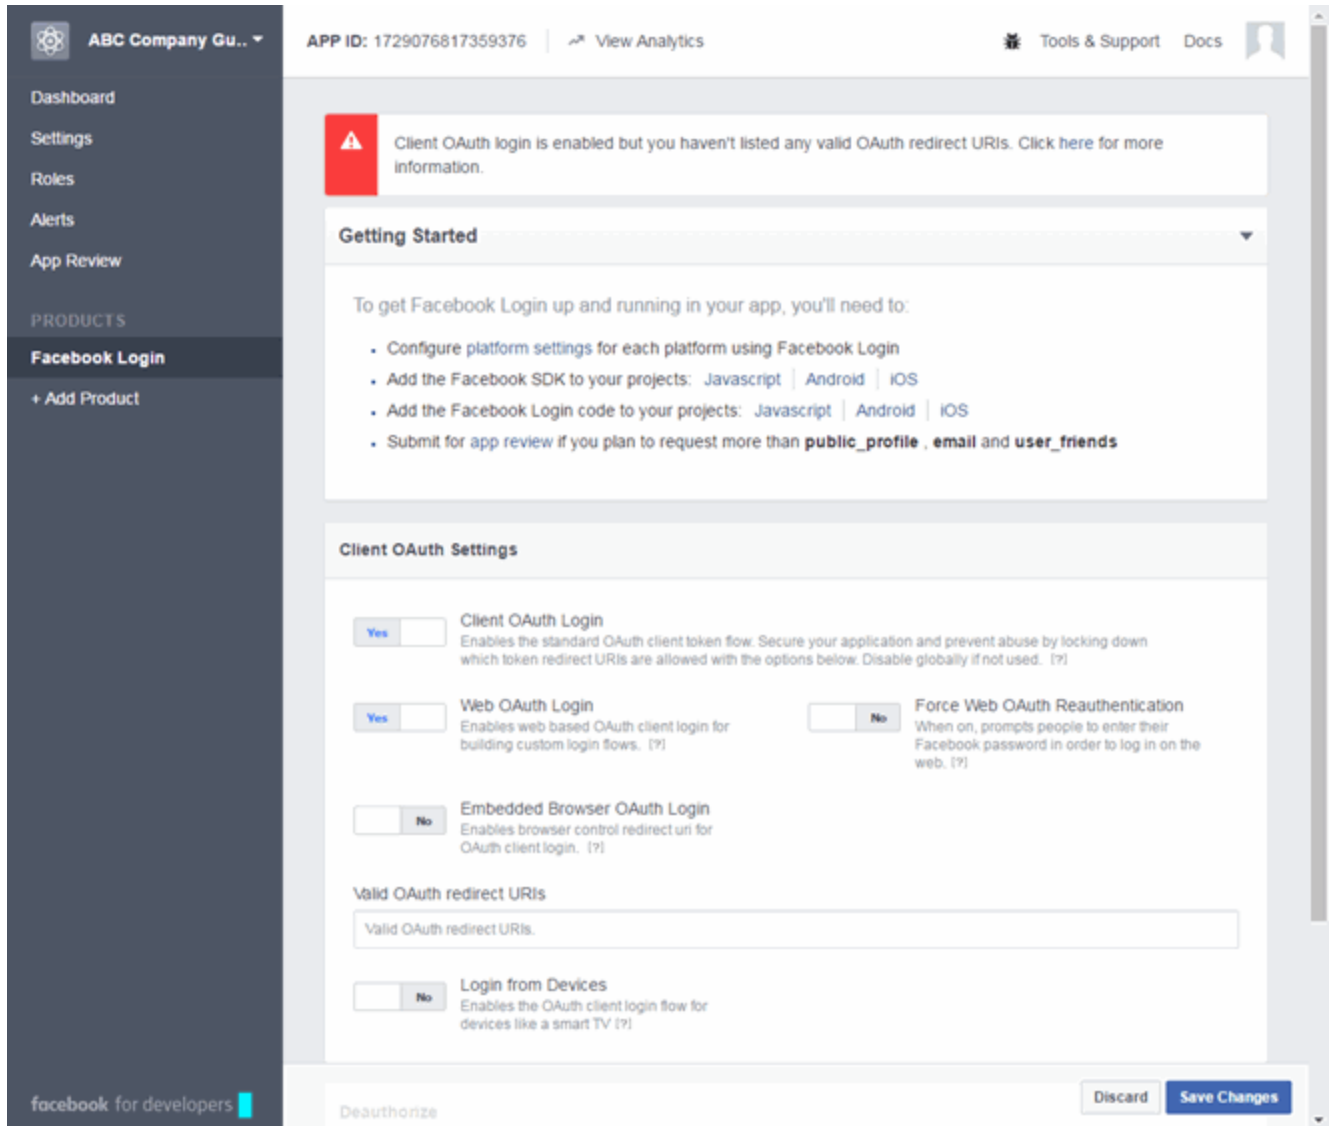 ABC Company Gu..
APP ID: 1729076817359376
View Analytics
Tools & Support
Docs
Dashboard
Settings
Roles
Alerts
App Review
PRODUCTS
Facebook Login
+ Add Product
facebook for developers
Client OAuth login is enabled but you haven't listed any valid OAuth redirect URIs. Click here for more
information.
Getting Started
To get Facebook Login up and running in your app, you'll need to:
• Configure platform settings for each platform using Facebook Login
• Add the Facebook SDK to your projects: Javascript | Android | iOS
• Add the Facebook Login code to your projects: Javascript | Android | iOS
• Submit for app review if you plan to request more than public_profile , email and user_friends
Client OAuth Settings
Yes
Client OAuth Login
Enables the standard OAuth client token flow. Secure your application and prevent abuse by locking down
which token redirect URIs are allowed with the options below. Disable globally if not used. [?]
Yes
Web OAuth Login
Enables web based OAuth client login for
building custom login flows. [?]
No
Force Web OAuth Reauthentication
When on, prompts people to enter their
Facebook password in order to log in on the
web. [?]
No
Embedded Browser OAuth Login
Enables browser control redirect uri for
OAuth client login. [?]
Valid OAuth redirect URIs
Valid OAuth redirect URIs.
No
Login from Devices
Enables the OAuth client login flow for
devices like a smart TV [?]
Deauthorize
Discard
Save Changes